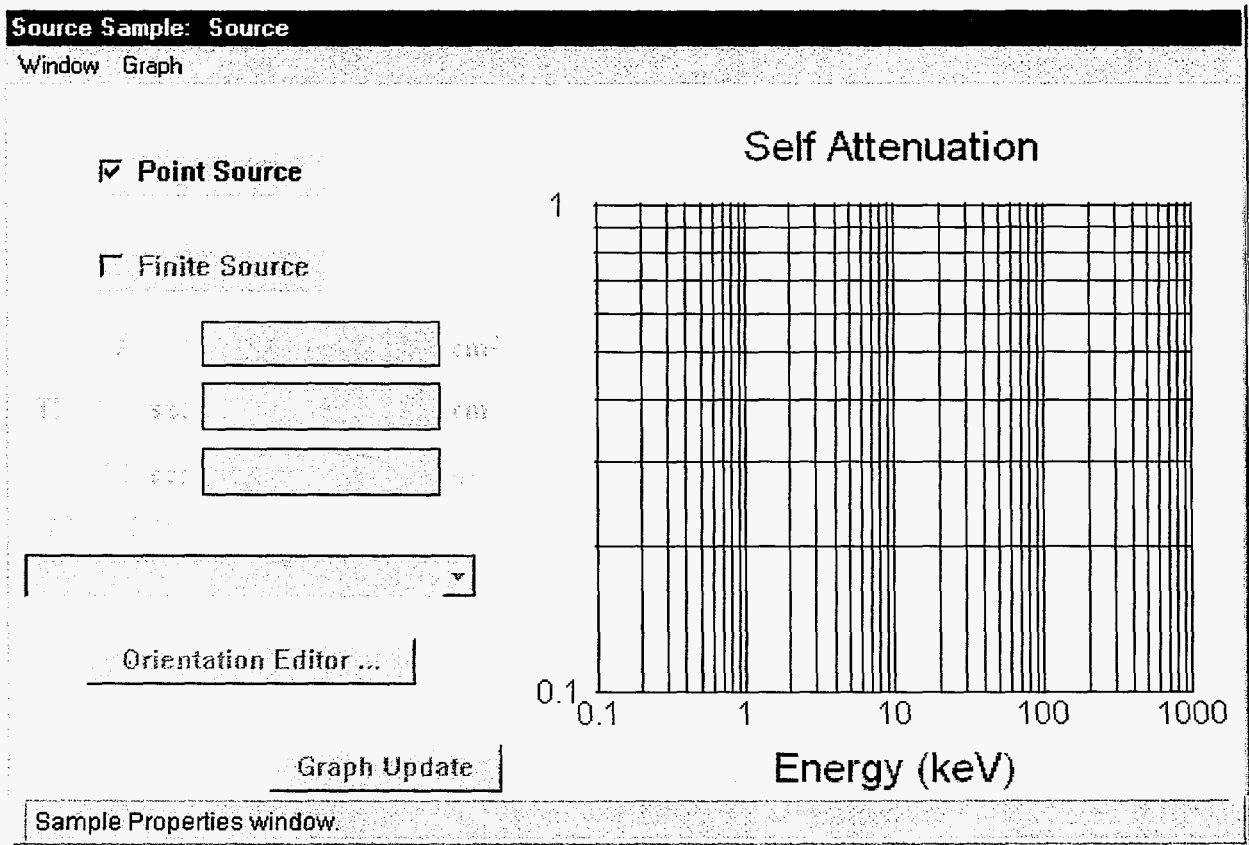 Source Sample: Source
Window Graph
Point Source
Finite Source
cm²
cm
Orientation Editor ...
Graph Update
Self Attenuation
1
0.1
0.1 1 10 100 1000
Energy (keV)
Sample Properties window.